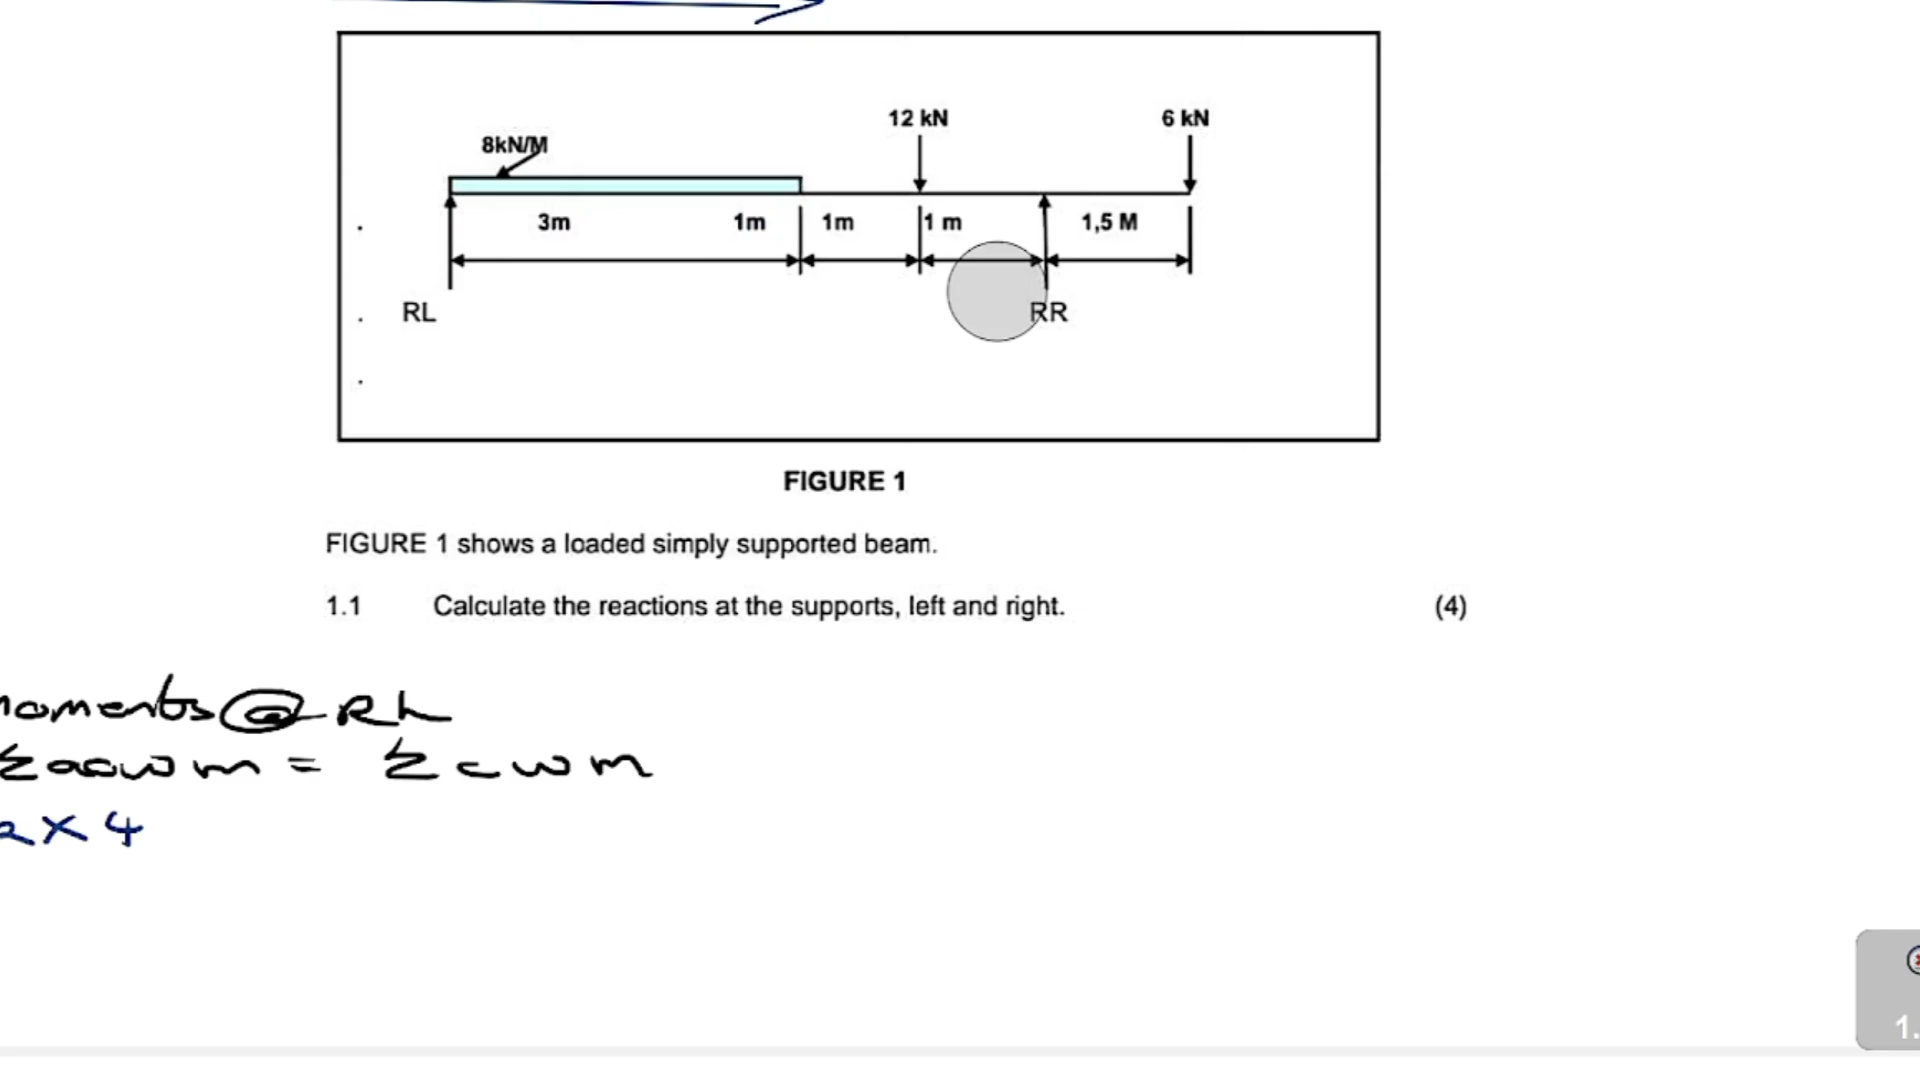 12 kN 6 kN
8kN/M
3m 1m 1m 1 m 1,5 M
RL RR
FIGURE 1
FIGURE 1 shows a loaded simply supported beam.
1.1 Calculate the reactions at the supports, left and right. (4)
moments @ RL
Σacwm = Σcwm
× 4
1.